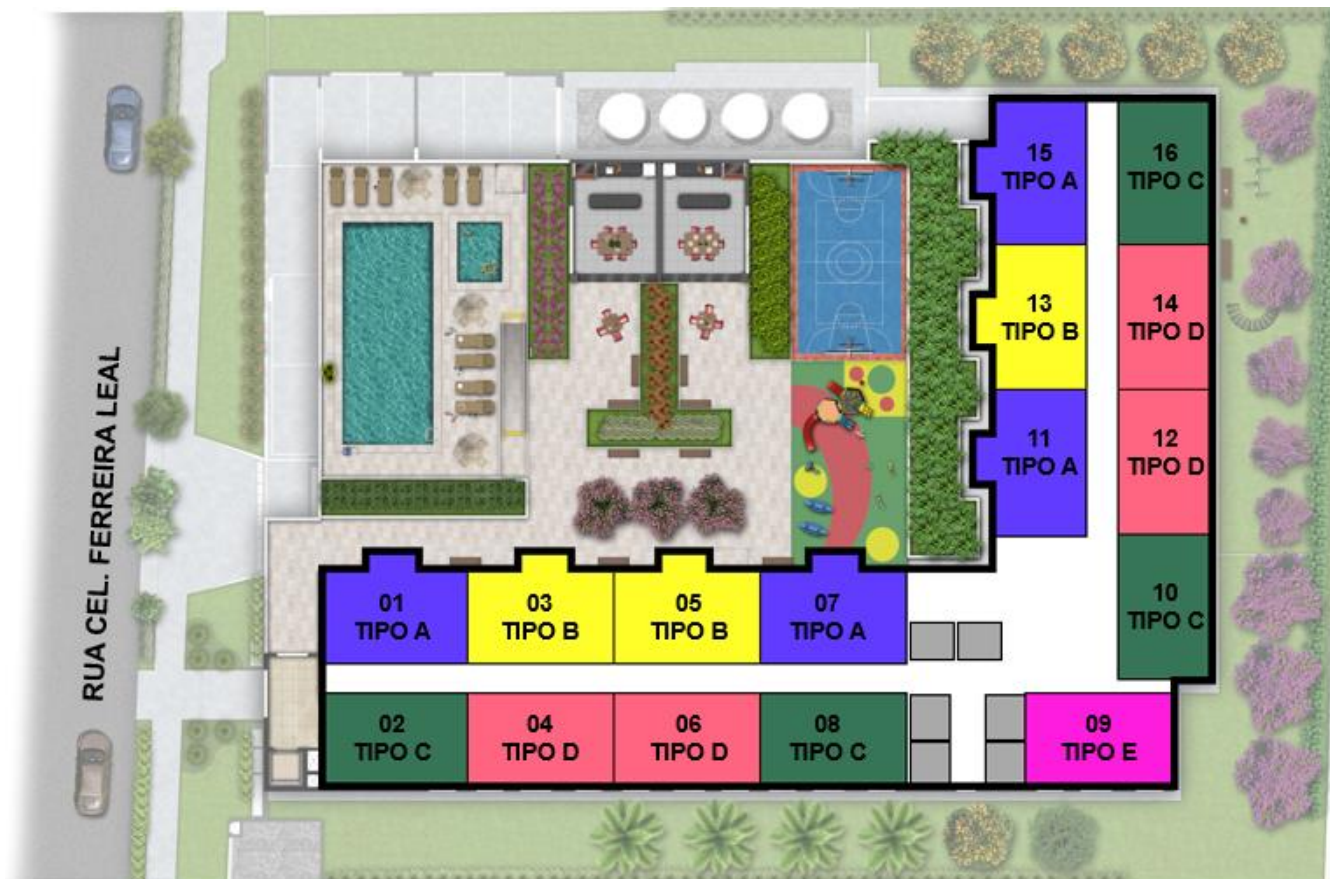 RUA CEL. FERREIRA LEAL
15
TIPO A
16
TIPO C
13
TIPO B
14
TIPO D
11
TIPO A
12
TIPO D
10
TIPO C
01
TIPO A
03
TIPO B
05
TIPO B
07
TIPO A
02
TIPO C
04
TIPO D
06
TIPO D
08
TIPO C
09
TIPO E